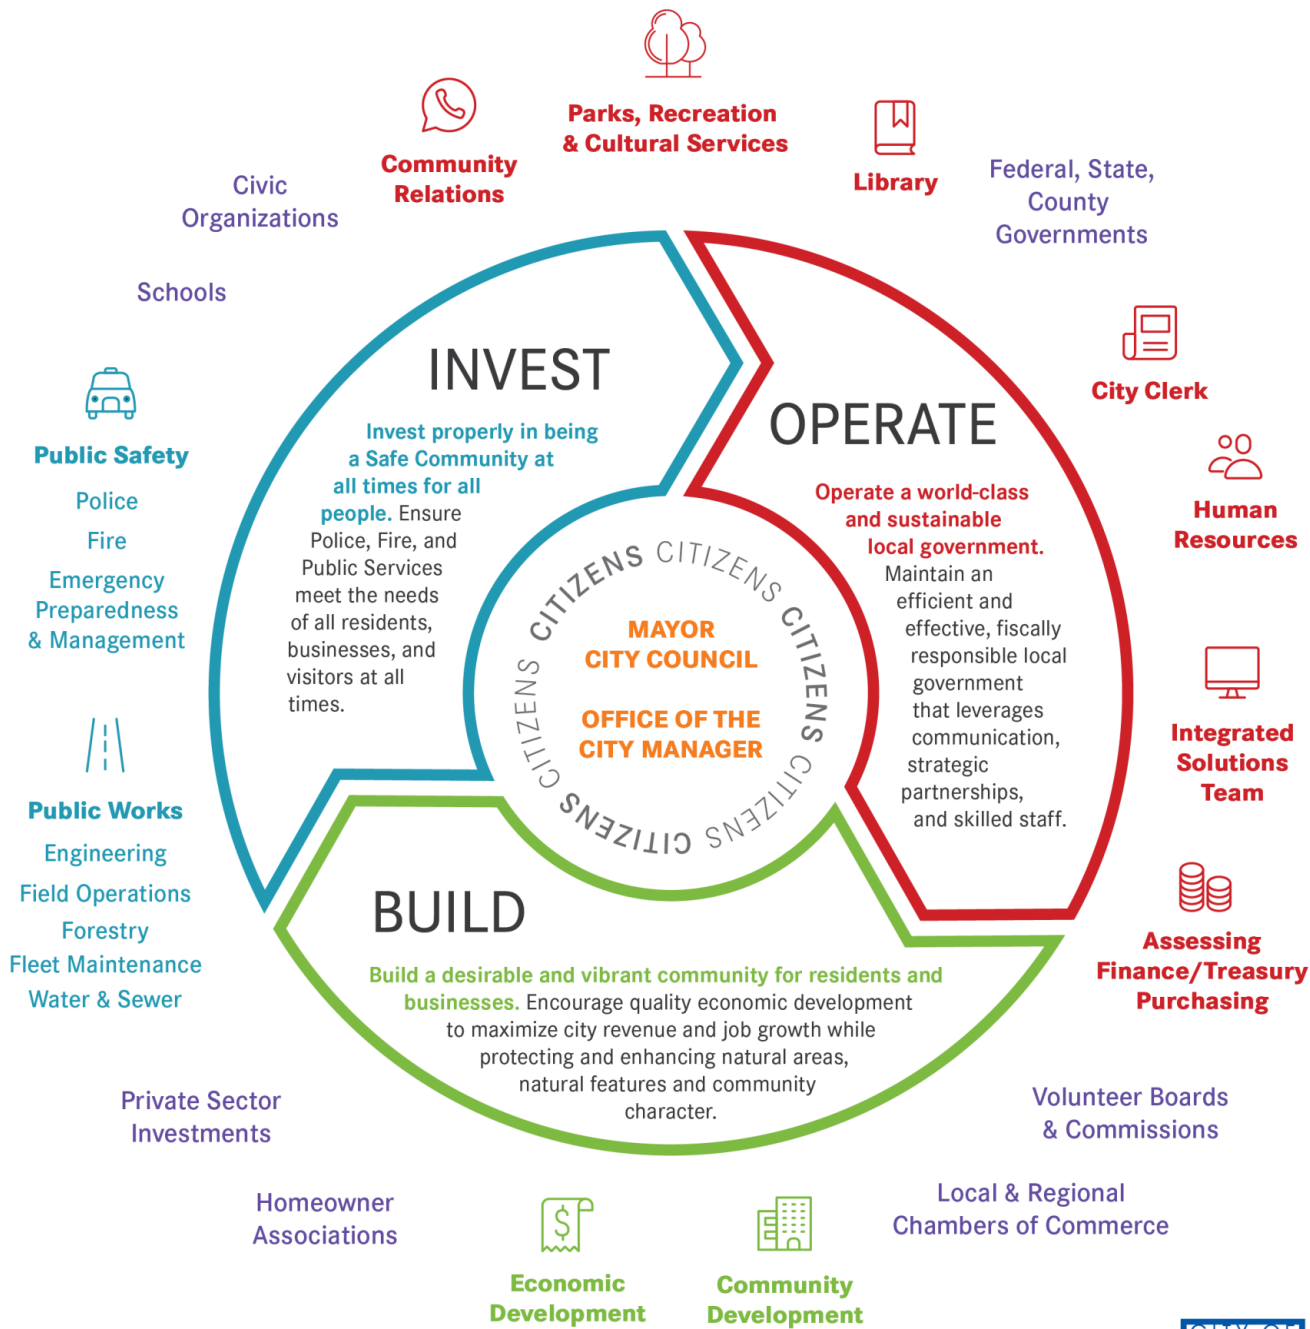 Parks, Recreation
& Cultural Services
Community
Relations
Library
Federal, State,
County
Governments
Civic
Organizations
Schools
City Clerk
Human
Resources
Integrated
Solutions
Team
Assessing
Finance/Treasury
Purchasing
Public Safety
Police
Fire
Emergency
Preparedness
& Management
Public Works
Engineering
Field Operations
Forestry
Fleet Maintenance
Water & Sewer
INVEST
Invest properly in being
a Safe Community at
all times for all
people. Ensure
Police, Fire, and
Public Services
meet the needs
of all residents,
businesses, and
visitors at all
times.
OPERATE
Operate a world-class
and sustainable
local government.
Maintain an
efficient and
effective, fiscally
responsible local
government
that leverages
communication,
strategic
partnerships,
and skilled staff.
CITIZENS CITIZENS CITIZENS CITIZENS CITIZENS CITIZENS
MAYOR
CITY COUNCIL
OFFICE OF THE
CITY MANAGER
BUILD
Build a desirable and vibrant community for residents and
businesses. Encourage quality economic development
to maximize city revenue and job growth while
protecting and enhancing natural areas,
natural features and community
character.
Private Sector
Investments
Homeowner
Associations
Economic
Development
Community
Development
Volunteer Boards
& Commissions
Local & Regional
Chambers of Commerce
CITY OF